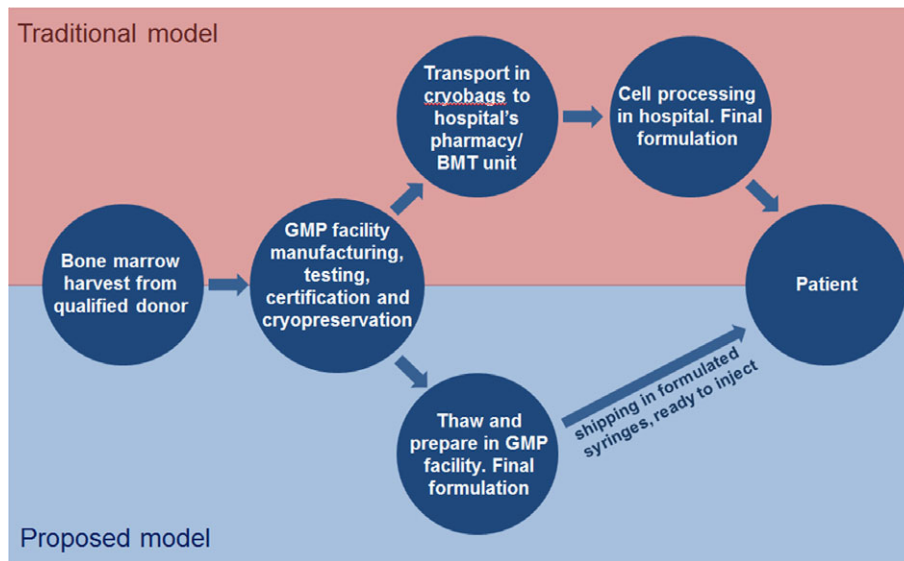 Traditional model
Transport in
cryobags to
hospital's
pharmacy/
BMT unit
Cell processing
in hospital. Final
formulation
Bone marrow
harvest from
qualified donor
GMP facility
manufacturing,
testing,
certification and
cryopreservation
Patient
Thaw and
prepare in GMP
facility. Final
formulation
shipping in formulated
syringes, ready to inject
Proposed model